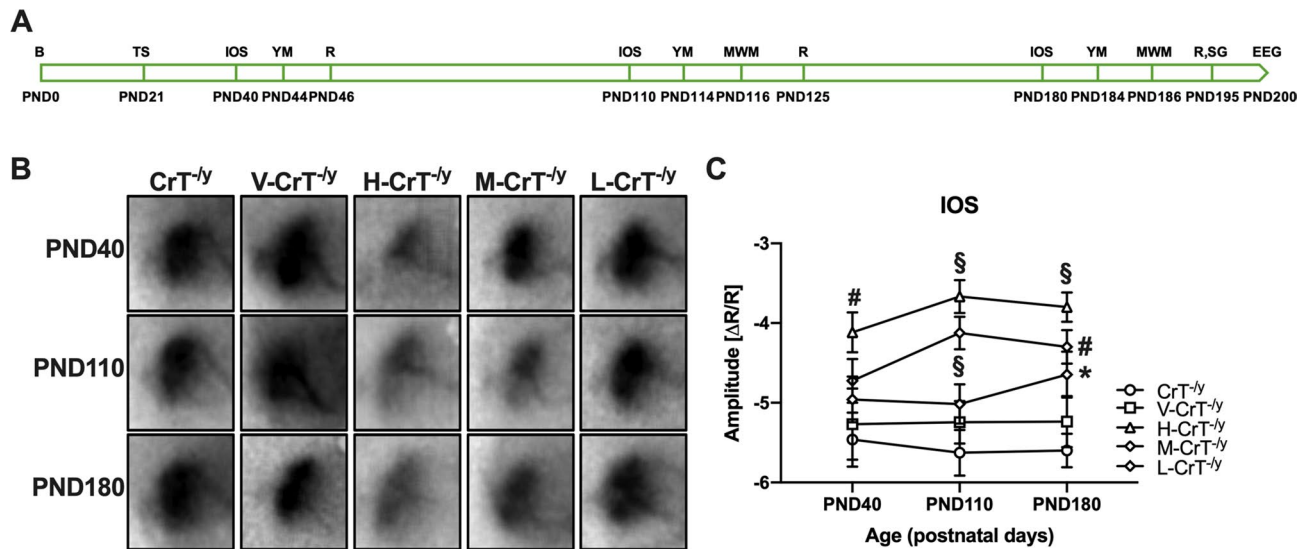 A
B TS IOS YM R IOS YM MWM R IOS YM MWM R,SG EEG
PND0 PND21 PND40 PND44 PND46 PND110 PND114 PND116 PND125 PND180 PND184 PND186 PND195 PND200
B
CrT-/y V-CrT-/y H-CrT-/y M-CrT-/y L-CrT-/y
PND40
PND110
PND180
C
IOS
Amplitude [ΔR/R]
-3
-4
-5
-6
# § § § # *
PND40 PND110 PND180
Age (postnatal days)
CrT-/y
V-CrT-/y
H-CrT-/y
M-CrT-/y
L-CrT-/y